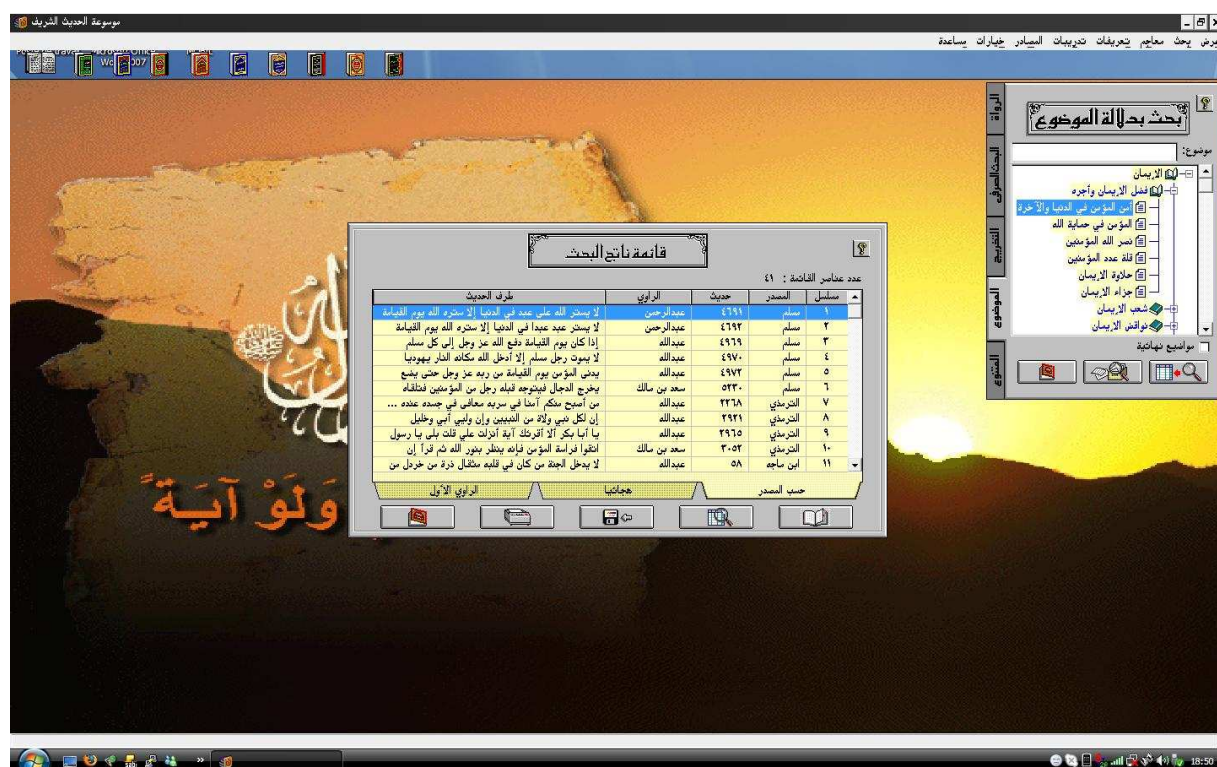 موسوعة الحديث الشريف
عرض بحث معاجم تعريفات تدريبات المصادر خيارات مساعدة
بحث بدلالة الموضوع
موضوع:
الإيمان
فضل الإيمان وأجره
أمن المؤمن في الدنيا والآخرة
المؤمن في حماية الله
نصر الله المؤمنين
قلة عدد المؤمنين
حلاوة الإيمان
جزاء الإيمان
شعب الإيمان
نواقض الإيمان
مواضيع نهائية
الرواة
التخريج
الموضوع
المتنوع
قائمة ناتج البحث
عدد عناصر القائمة : ٤١
مسلسل المصدر حديث الراوي طرف الحديث
١ مسلم ٤٦٩١ عبدالرحمن لا يستر الله على عبد في الدنيا إلا ستره الله يوم القيامة
٢ مسلم ٤٦٩٢ عبدالرحمن لا يستر عبد عبدا في الدنيا إلا ستره الله يوم القيامة
٣ مسلم ٤٩٦٩ عبدالله إذا كان يوم القيامة دفع الله عز وجل إلى كل مسلم
٤ مسلم ٤٩٧٠ عبدالله لا يموت رجل مسلم إلا أدخل الله مكانه النار يهوديا
٥ مسلم ٤٩٧٢ عبدالله يدنى المؤمن يوم القيامة من ربه عز وجل حتى يضع
٦ مسلم ٥٢٣٠ سعد بن مالك يخرج الدجال فيتوجه قبله رجل من المؤمنين فتلقاه
٧ الترمذي ٢٢٦٨ عبدالله من أصبح منكم آمنا في سربه معافى في جسده عنده ...
٨ الترمذي ٢٩٢١ عبدالله إن لكل نبي ولاة من النبيين وإن وليي أبي وخليل
٩ الترمذي ٢٩٦٥ عبدالله يا أبا بكر ألا أقرئك آية أنزلت علي قلت بلى يا رسول
١٠ الترمذي ٣٠٥٢ سعد بن مالك اتقوا فراسة المؤمن فإنه ينظر بنور الله ثم قرأ إن
١١ ابن ماجه ٥٨ عبدالله لا يدخل الجنة من كان في قلبه مثقال ذرة من خردل من
حسب المصدر هجائيا الراوي الأول
وَلَوْ آيَةً
18:50